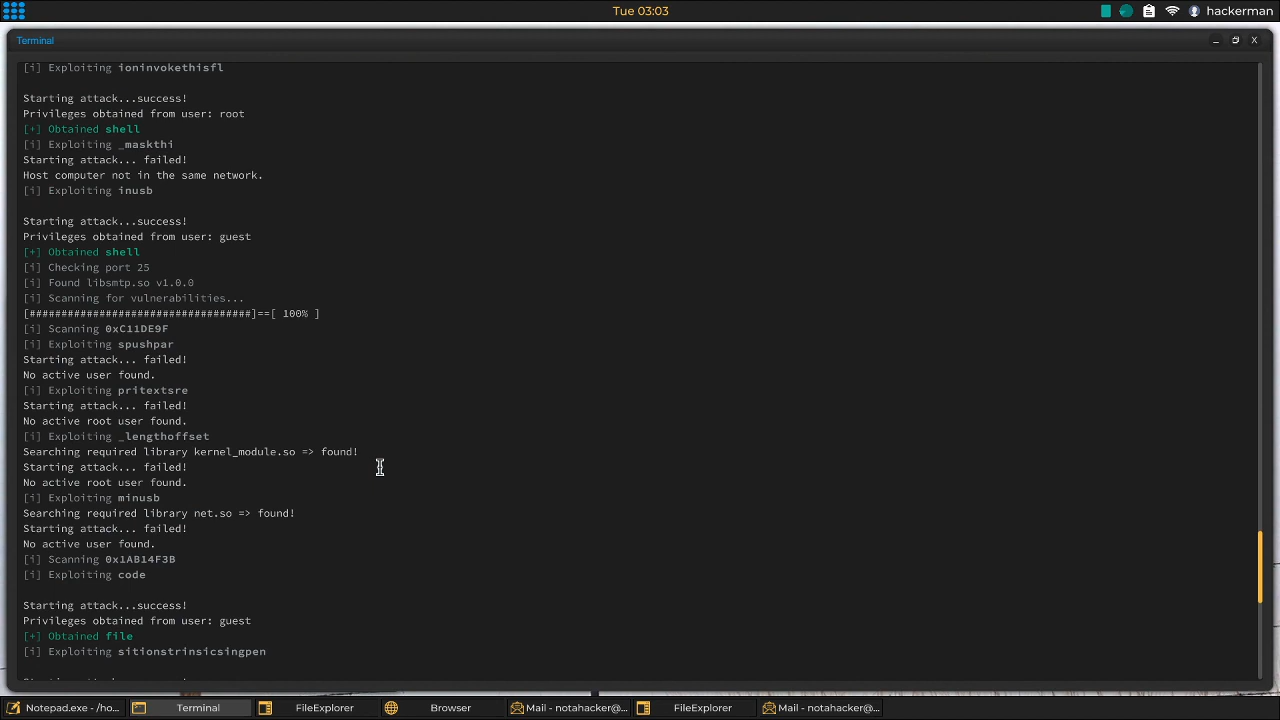 Tue 03:03
hackerman
Terminal
[i] Exploiting ioninvokethisfl
Starting attack...success!
Privileges obtained from user: root
[+] Obtained shell
[i] Exploiting _maskthi
Starting attack... failed!
Host computer not in the same network.
[i] Exploiting inusb
Starting attack...success!
Privileges obtained from user: guest
[+] Obtained shell
[i] Checking port 25
[i] Found libsmtp.so v1.0.0
[i] Scanning for vulnerabilities...
[###################################]==[ 100% ]
[i] Scanning 0xC11DE9F
[i] Exploiting spushpar
Starting attack... failed!
No active user found.
[i] Exploiting pritextsre
Starting attack... failed!
No active root user found.
[i] Exploiting _lengthoffset
Searching required library kernel_module.so => found!
Starting attack... failed!
No active root user found.
[i] Exploiting minusb
Searching required library net.so => found!
Starting attack... failed!
No active user found.
[i] Scanning 0x1AB14F3B
[i] Exploiting code
Starting attack...success!
Privileges obtained from user: guest
[+] Obtained file
[i] Exploiting sitionstrinsicsingpen
Notepad.exe - /ho...
Terminal
FileExplorer
Browser
Mail - notahacker@...
FileExplorer
Mail - notahacker@...